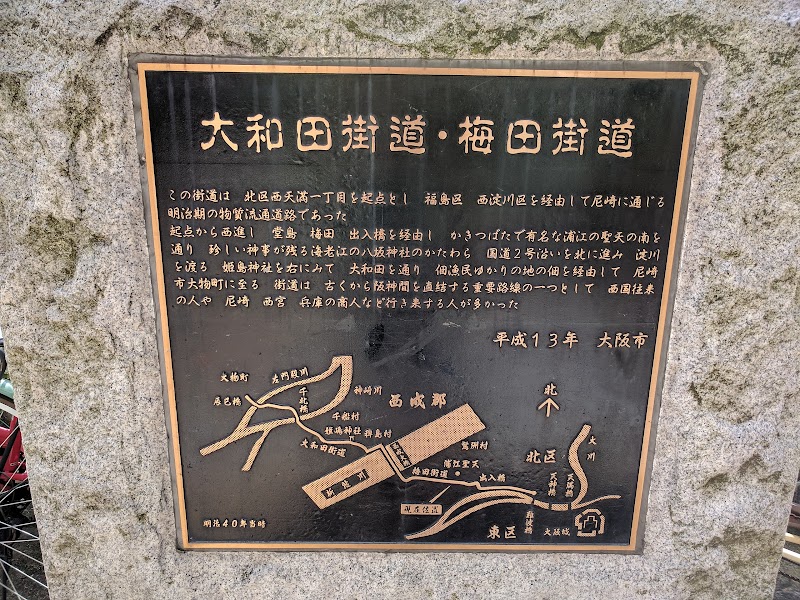 大和田街道・梅田街道
この街道は 北区西天満一丁目を起点とし 福島区 西淀川区を経由して尼崎に通じる
明治期の物質流通道路であった
起点から西進し 堂島 梅田 出入橋を経由し かきつばたで有名な浦江の聖天の南を
通り 珍しい神事が残る海老江の八坂神社のかたわら 国道2号沿いを北に進み 淀川
を渡る 姫島神社を右にみて 大和田を通り 佃漁民ゆかりの地の佃を経由して 尼崎
市大物町に至る 街道は 古くから阪神間を直結する重要路線の一つとして 西国往来
の人や 尼崎 西宮 兵庫の商人など行き来する人が多かった
平成13年 大阪市
大物町
左門殿川
神崎川
辰巳橋
千北橋
西成郡
北
千船村
姫嶋神社
稗島村
大和田街道
鷺洲村
北区
大川
浦江聖天
梅田街道
出入橋
天神橋
天満橋
新淀川
西成大橋
現在位置
難波橋
明治40年当時
東区
大阪城